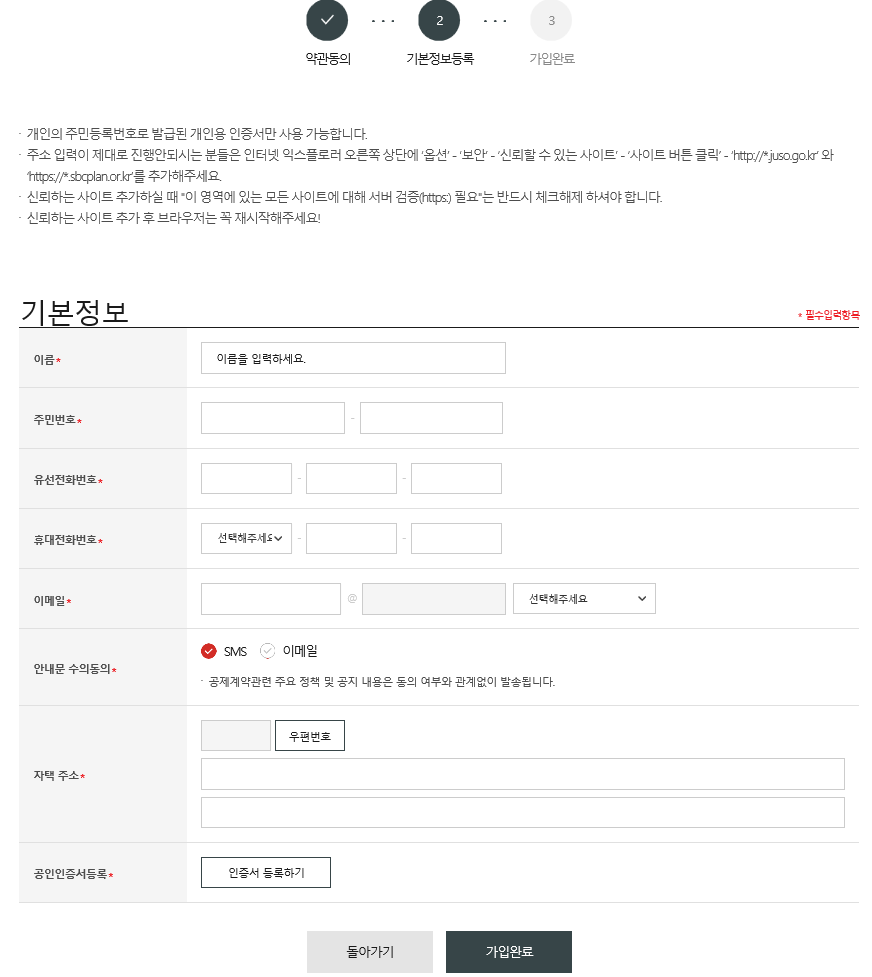 2
3
약관동의
기본정보등록
가입완료
· 개인의 주민등록번호로 발급된 개인용 인증서만 사용 가능합니다.
· 주소 입력이 제대로 진행안되시는 분들은 인터넷 익스플로러 오른쪽 상단에 '옵션' - '보안' - '신뢰할 수 있는 사이트' - '사이트 버튼 클릭' - 'http://*.juso.go.kr' 와
'https://*.sbcplan.or.kr'를 추가해주세요.
· 신뢰하는 사이트 추가하실 때 "이 영역에 있는 모든 사이트에 대해 서버 검증(https:) 필요"는 반드시 체크해제 하셔야 합니다.
· 신뢰하는 사이트 추가 후 브라우저는 꼭 재시작해주세요!
기본정보
* 필수입력항목
이름*
이름을 입력하세요.
주민번호*
-
유선전화번호*
- -
휴대전화번호*
선택해주세요
- -
이메일*
@
선택해주세요
안내문 수의동의*
SMS 이메일
· 공제계약관련 주요 정책 및 공지 내용은 동의 여부와 관계없이 발송됩니다.
자택 주소*
우편번호
공인인증서등록*
인증서 등록하기
돌아가기
가입완료